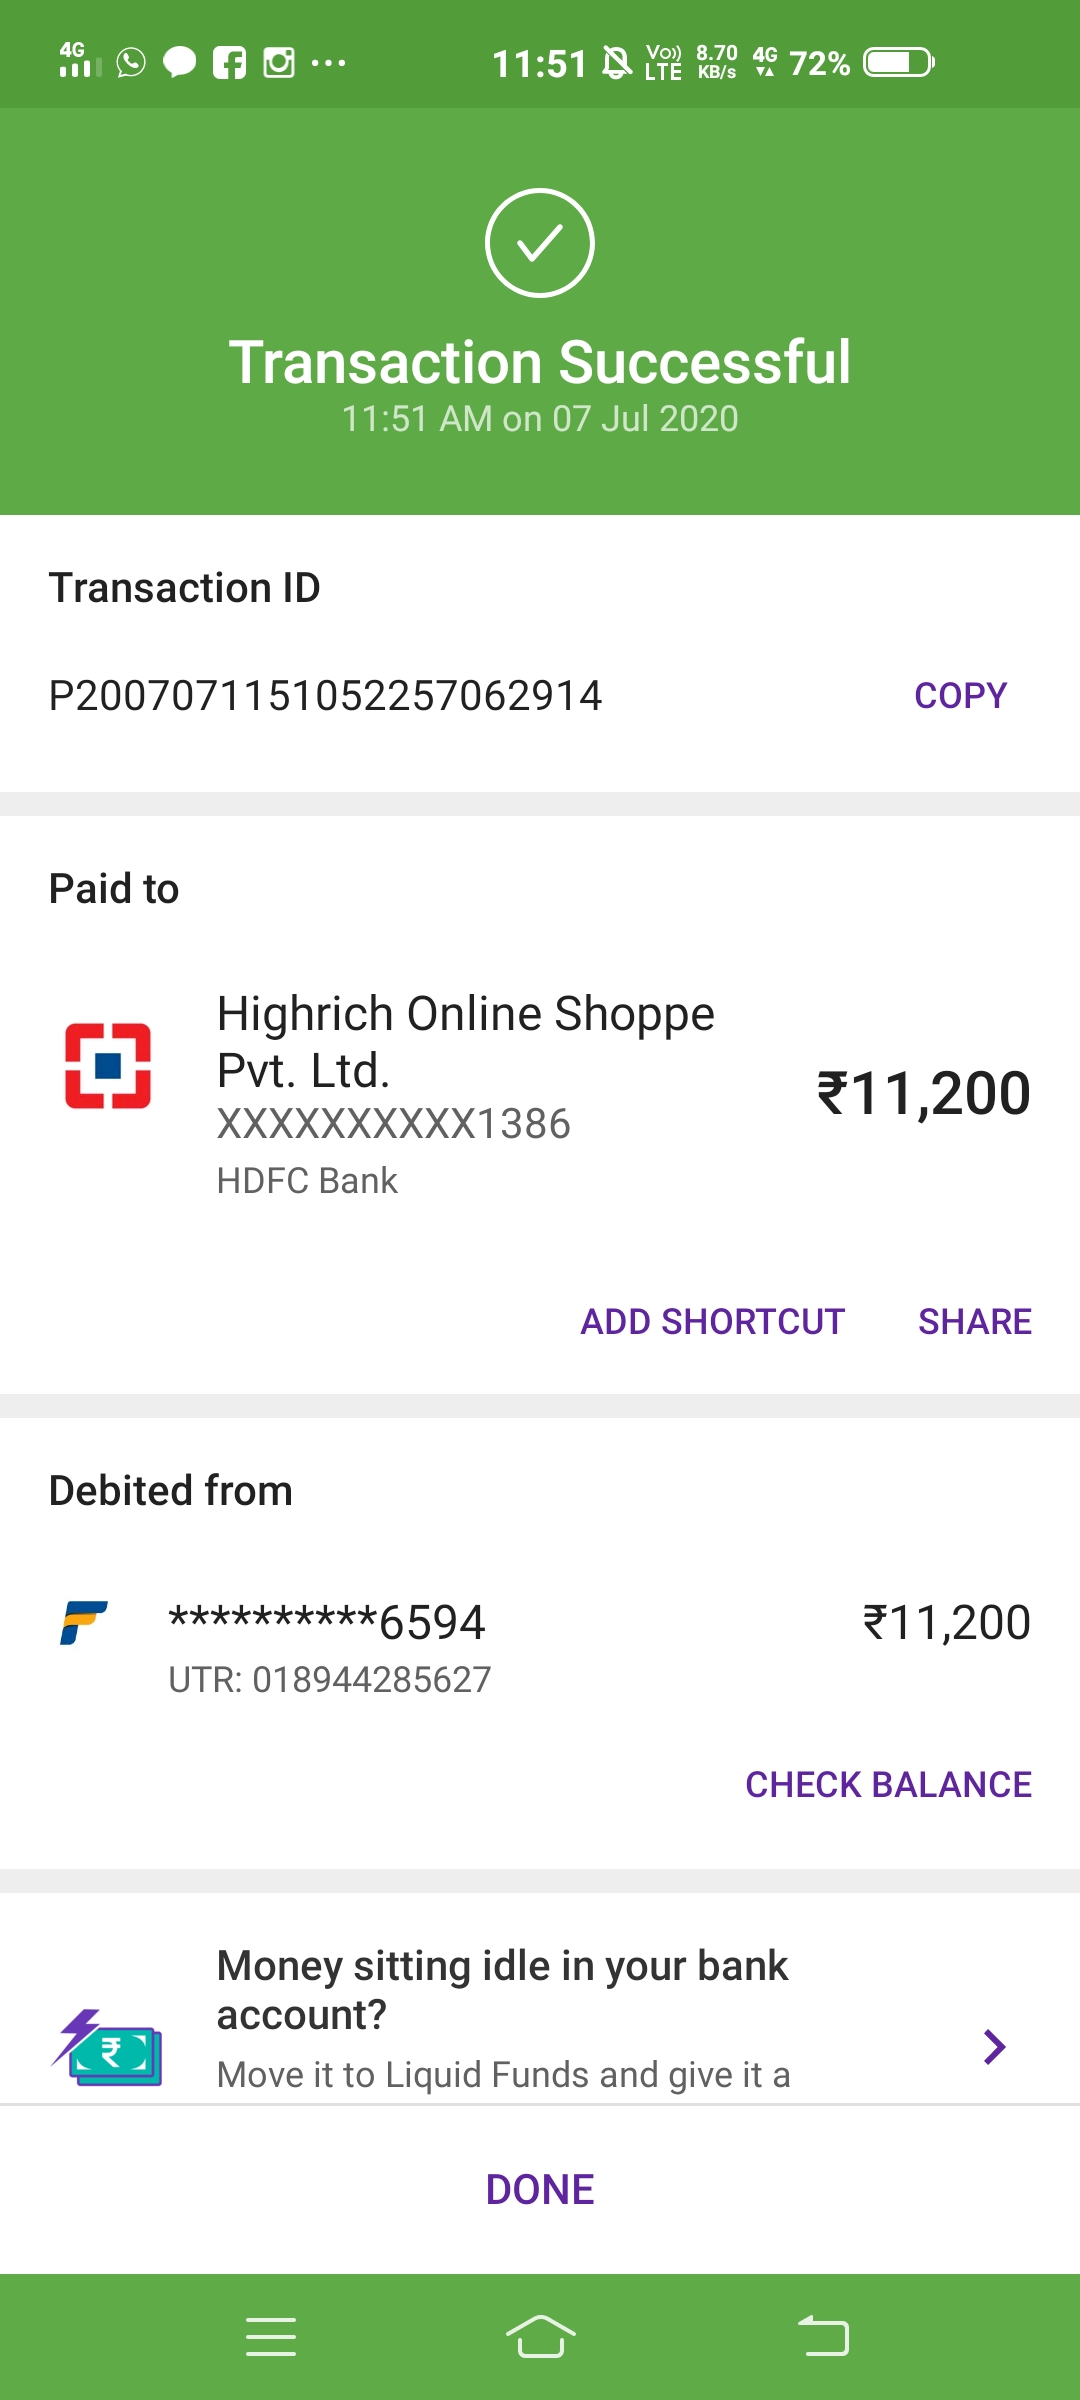 4G
11:51 Vo)) LTE 8.70 KB/s 4G 72%
Transaction Successful
11:51 AM on 07 Jul 2020
Transaction ID
P2007071151052257062914 COPY
Paid to
Highrich Online Shoppe
Pvt. Ltd.
₹11,200
XXXXXXXXXX1386
HDFC Bank
ADD SHORTCUT SHARE
Debited from
**********6594 ₹11,200
UTR: 018944285627
CHECK BALANCE
Money sitting idle in your bank
account?
Move it to Liquid Funds and give it a
DONE